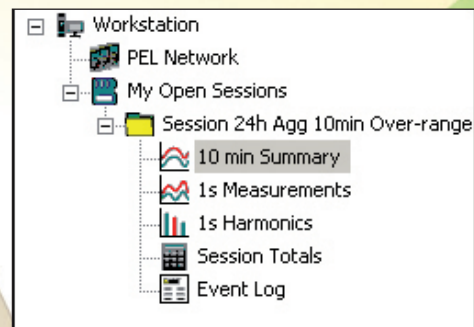 Workstation
PEL Network
My Open Sessions
Session 24h Agg 10min Over-range
10 min Summary
1s Measurements
1s Harmonics
Session Totals
Event Log